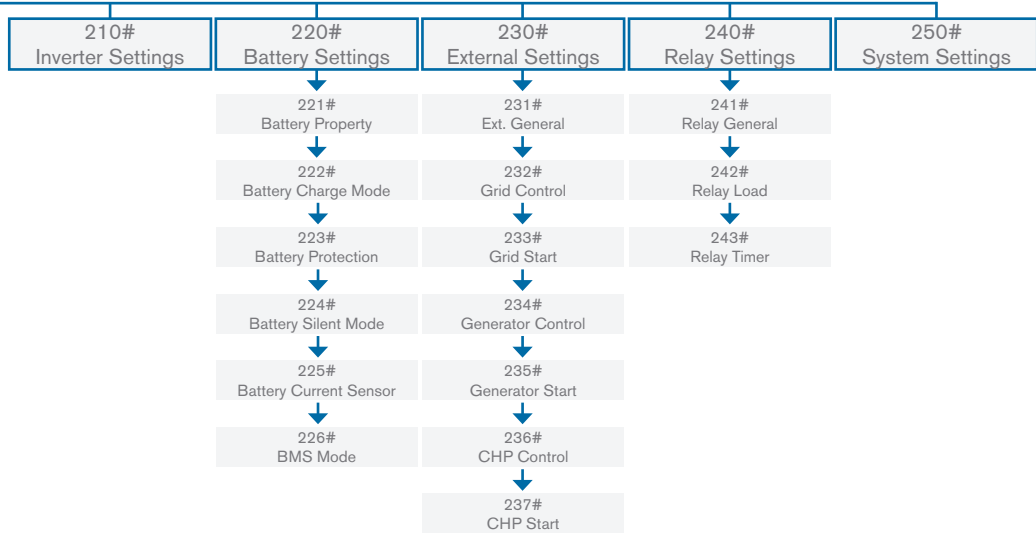 210#
Inverter Settings
220#
Battery Settings
230#
External Settings
240#
Relay Settings
250#
System Settings
221#
Battery Property
222#
Battery Charge Mode
223#
Battery Protection
224#
Battery Silent Mode
225#
Battery Current Sensor
226#
BMS Mode
231#
Ext. General
232#
Grid Control
233#
Grid Start
234#
Generator Control
235#
Generator Start
236#
CHP Control
237#
CHP Start
241#
Relay General
242#
Relay Load
243#
Relay Timer